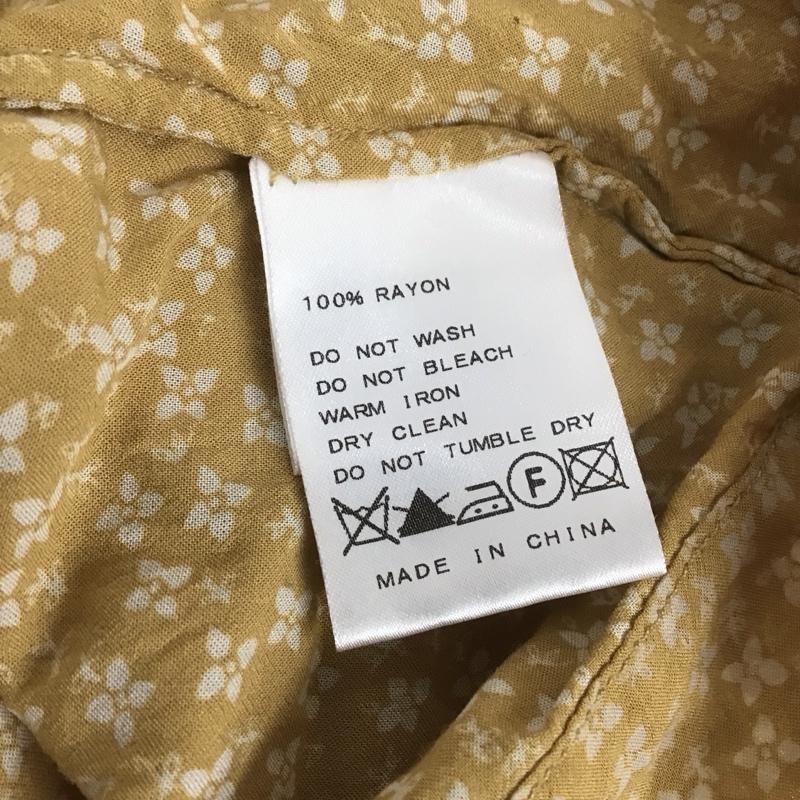 100% RAYON
DO NOT WASH
DO NOT BLEACH
WARM IRON
DRY CLEAN
DO NOT TUMBLE DRY
F
MADE IN CHINA